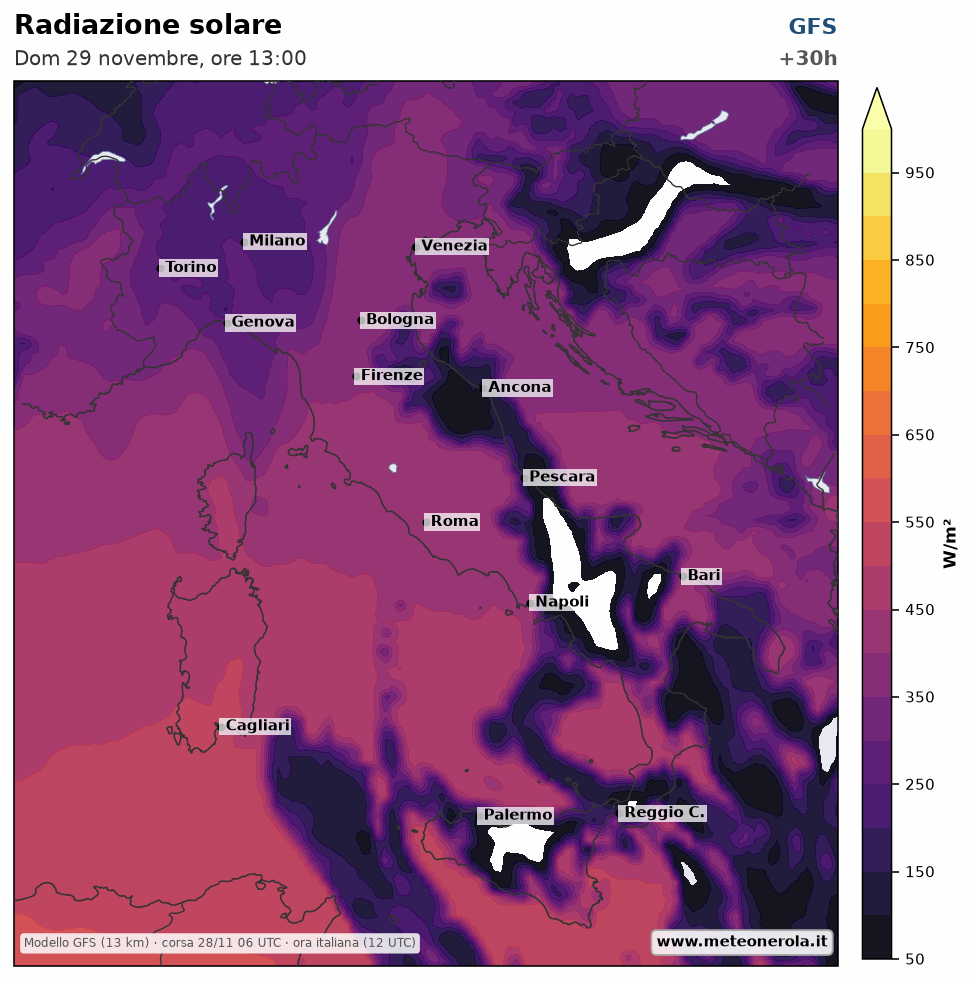 Radiazione solare
GFS
Dom 29 novembre, ore 13:00
+30h
Milano
Venezia
Torino
Genova
Bologna
Firenze
Ancona
Pescara
Roma
Bari
Napoli
Cagliari
Palermo
Reggio C.
950
850
750
650
550
450
350
250
150
50
W/m²
Modello GFS (13 km) · corsa 28/11 06 UTC · ora italiana (12 UTC)
www.meteonerola.it